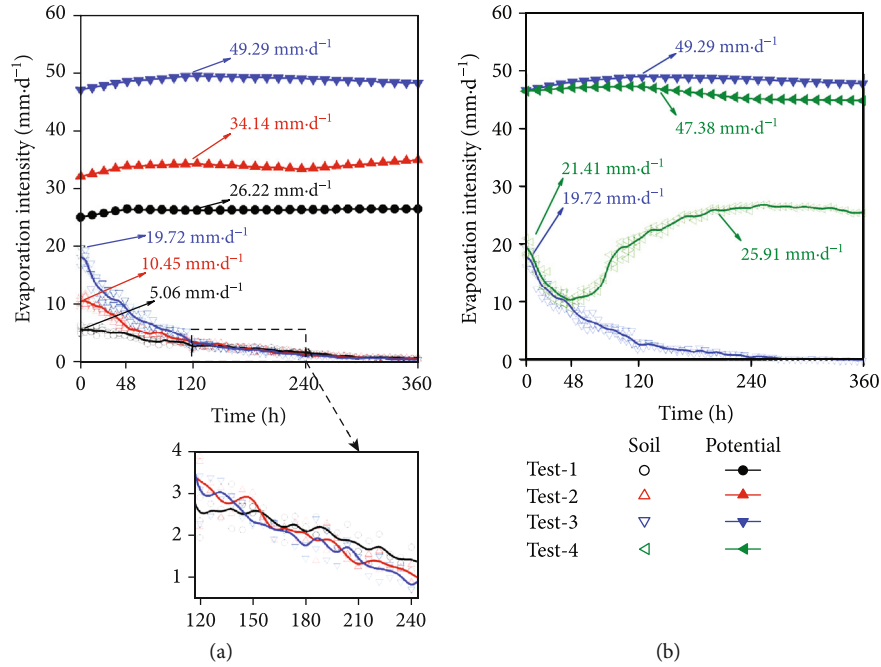 60
50
40
30
20
10
0
Evaporation intensity (mm·d⁻¹)
49.29 mm·d⁻¹
34.14 mm·d⁻¹
26.22 mm·d⁻¹
19.72 mm·d⁻¹
10.45 mm·d⁻¹
5.06 mm·d⁻¹
0 48 120 240 360
Time (h)
4
3
2
1
120 150 180 210 240
(a)
60
50
40
30
20
10
0
Evaporation intensity (mm·d⁻¹)
49.29 mm·d⁻¹
47.38 mm·d⁻¹
21.41 mm·d⁻¹
19.72 mm·d⁻¹
25.91 mm·d⁻¹
0 48 120 240 360
Time (h)
Soil Potential
Test-1
Test-2
Test-3
Test-4
(b)